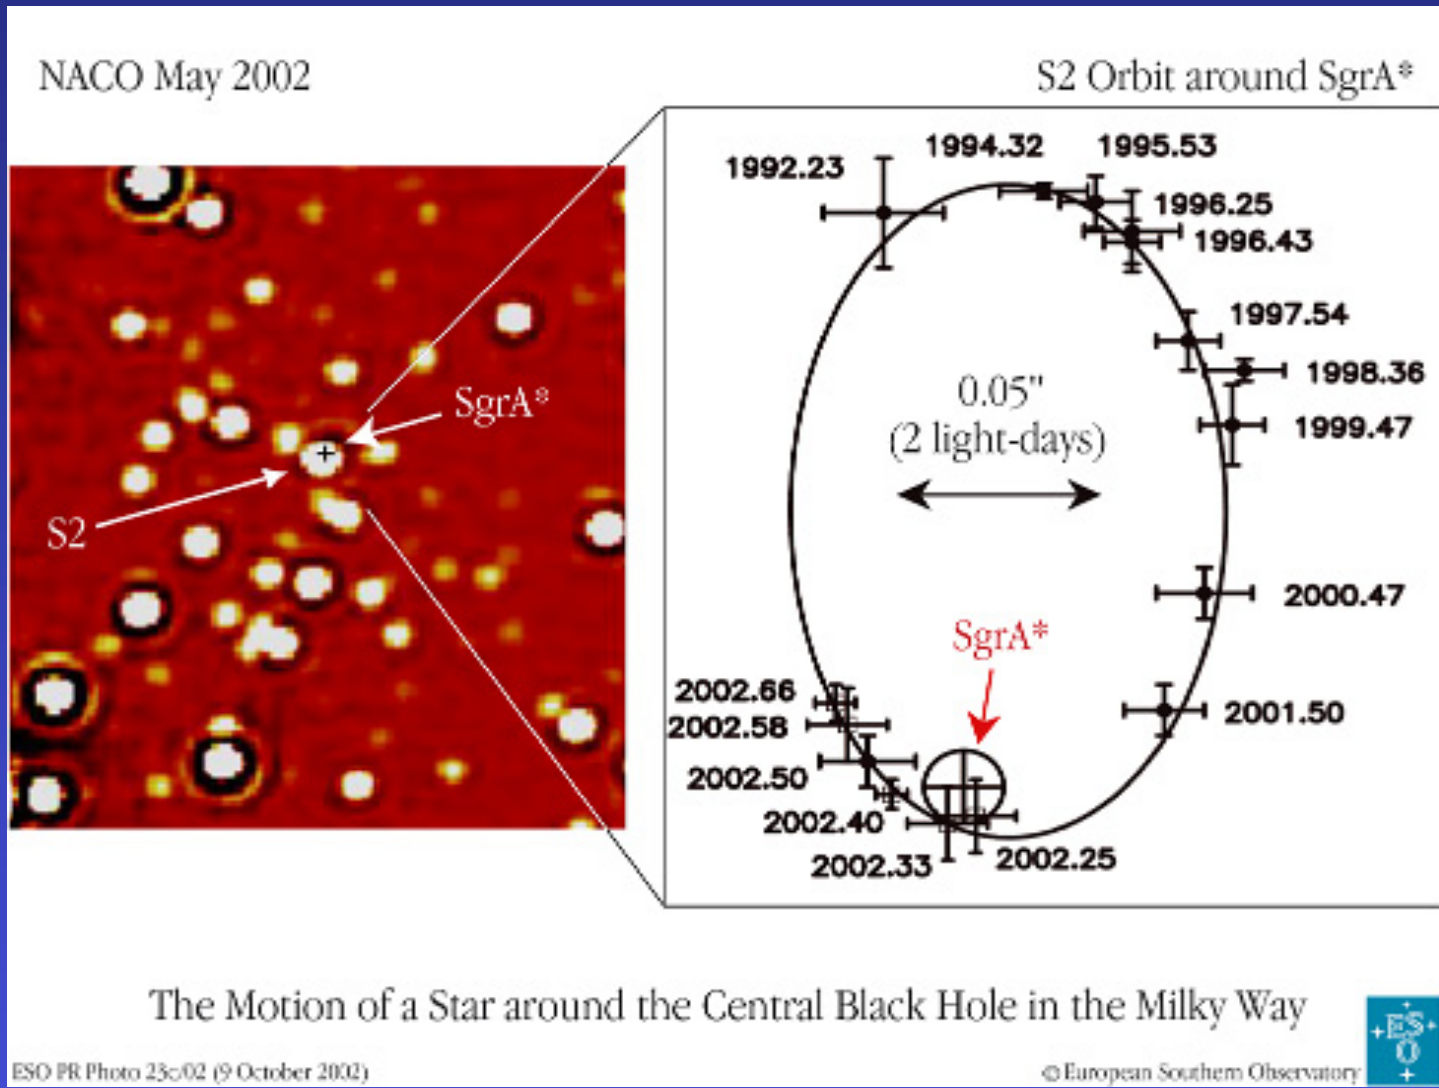 NACO May 2002
S2 Orbit around SgrA*
SgrA*
S2
1992.23
1994.32
1995.53
1996.25
1996.43
1997.54
1998.36
1999.47
0.05"
(2 light-days)
2000.47
SgrA*
2001.50
2002.66
2002.58
2002.50
2002.40
2002.33
2002.25
The Motion of a Star around the Central Black Hole in the Milky Way
ESO PR Photo 23c/02 (9 October 2002)
© European Southern Observatory
ESO